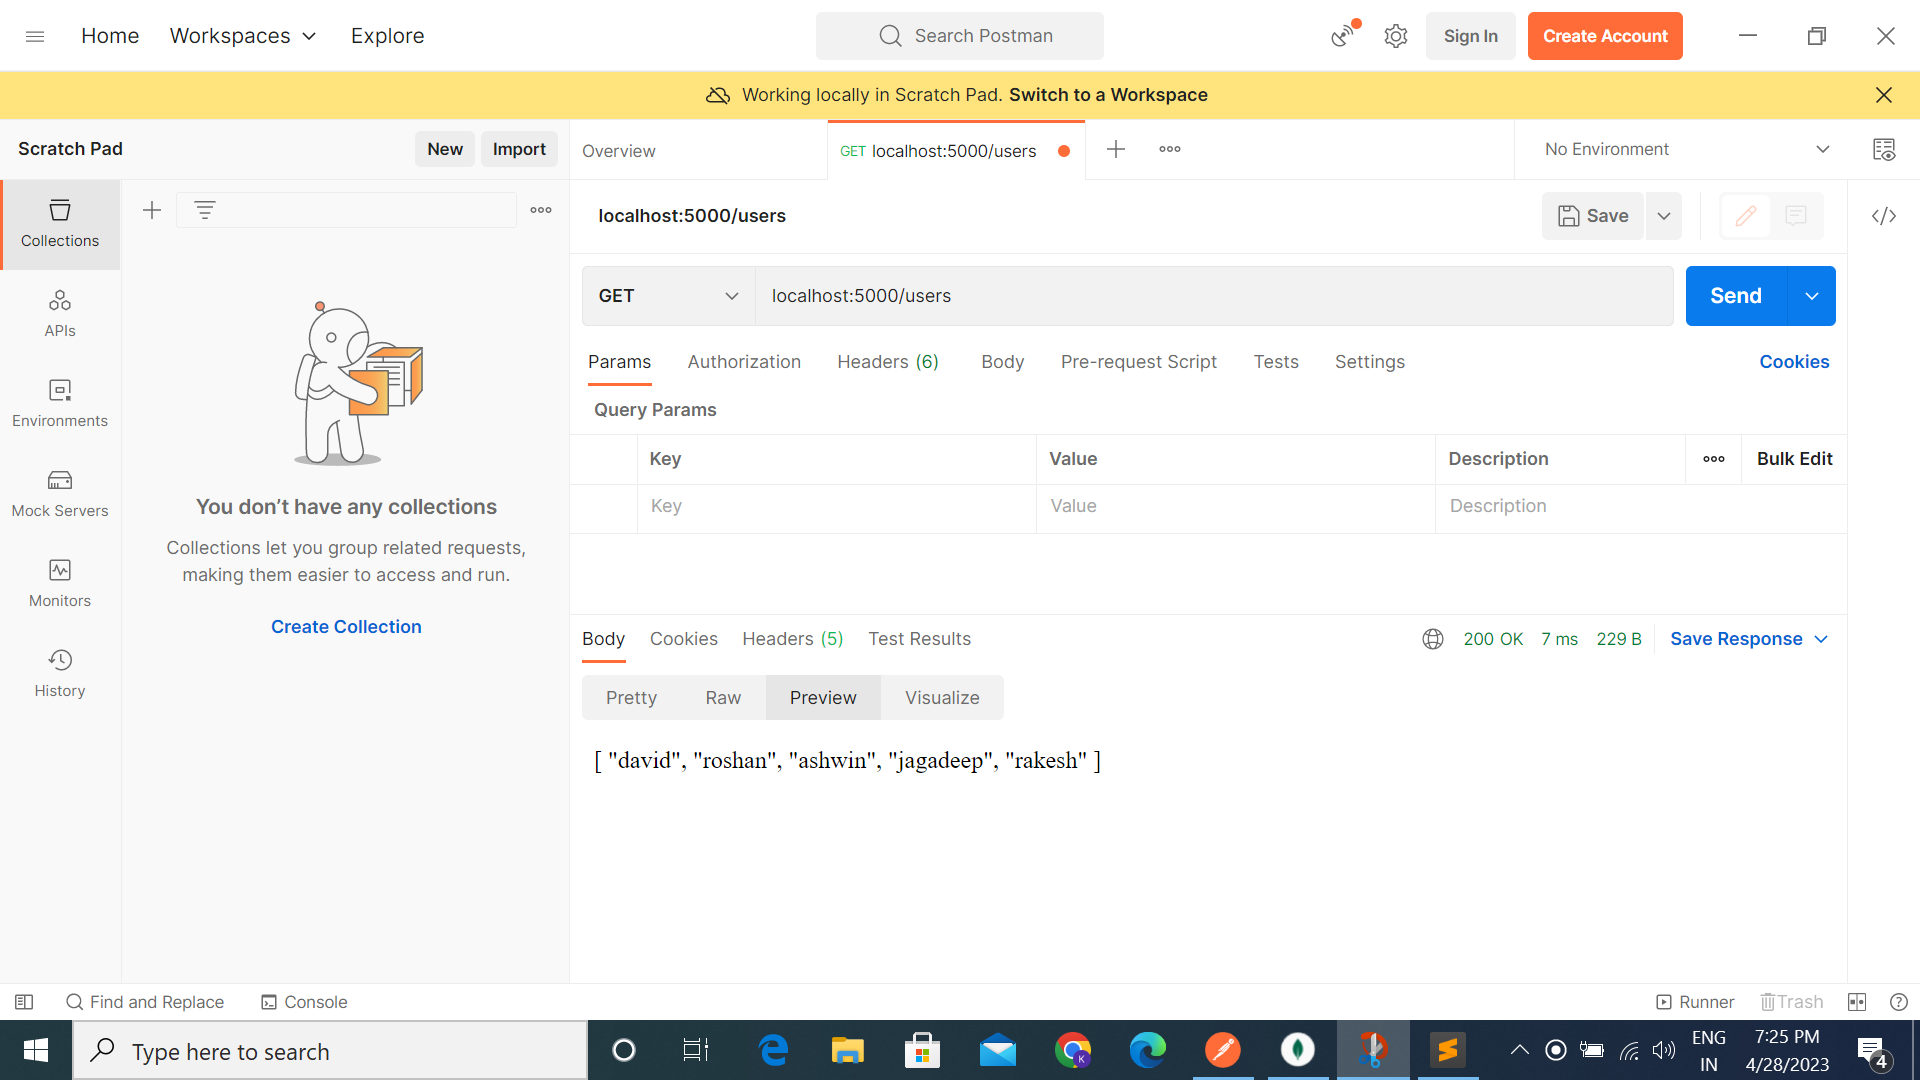 Home Workspaces Explore Search Postman Sign In Create Account
Working locally in Scratch Pad. Switch to a Workspace
Scratch Pad New Import
Overview GET localhost:5000/users No Environment
Collections
APIs
Environments
Mock Servers
Monitors
History
You don’t have any collections
Collections let you group related requests,
making them easier to access and run.
Create Collection
localhost:5000/users Save
GET localhost:5000/users Send
Params Authorization Headers (6) Body Pre-request Script Tests Settings Cookies
Query Params
Key Value Description Bulk Edit
Key Value Description
Body Cookies Headers (5) Test Results 200 OK 7 ms 229 B Save Response
Pretty Raw Preview Visualize
[ "david", "roshan", "ashwin", "jagadeep", "rakesh" ]
Find and Replace Console Runner Trash
Type here to search
K
ENG
IN
7:25 PM
4/28/2023
4